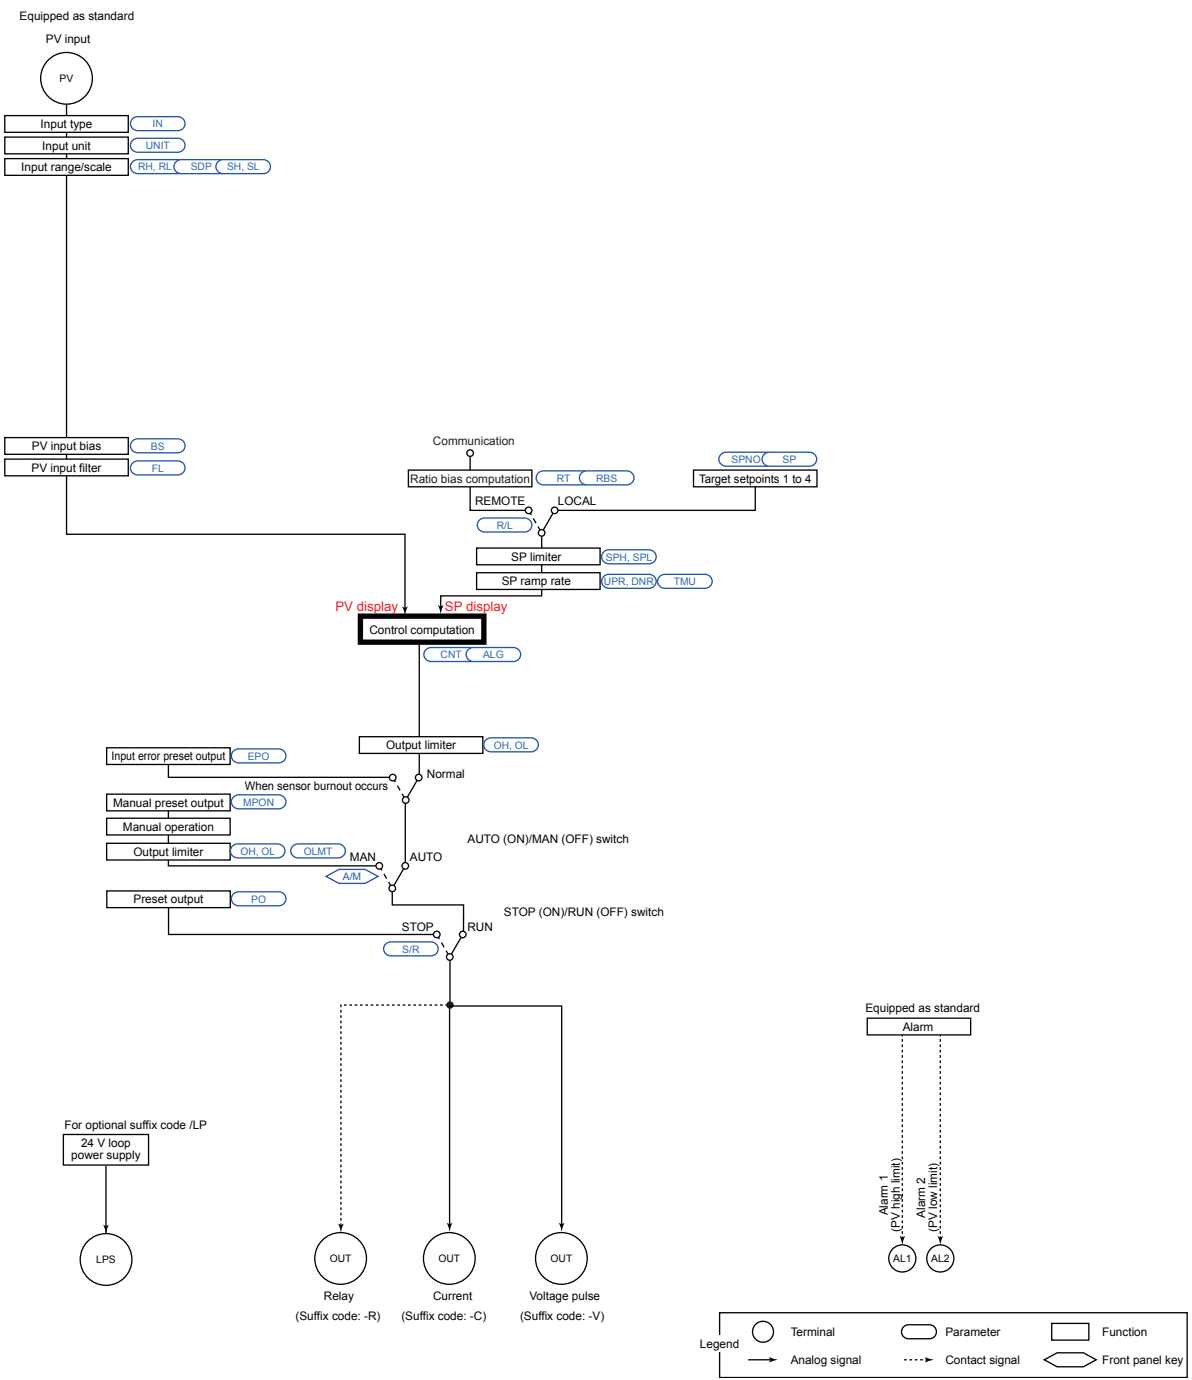 Equipped as standard
PV input
PV
Input type
IN
Input unit
UNIT
Input range/scale
RH, RL
SDP
SH, SL
PV input bias
BS
PV input filter
FL
Communication
Ratio bias computation
RT
RBS
SPNO
SP
Target setpoints 1 to 4
REMOTE
LOCAL
R/L
SP limiter
SPH, SPL
SP ramp rate
UPR, DNR
TMU
PV display
SP display
Control computation
CNT
ALG
Output limiter
OH, OL
Input error preset output
EPO
Normal
When sensor burnout occurs
Manual preset output
MPON
Manual operation
Output limiter
OH, OL
OLMT
MAN
AUTO
A/M
AUTO (ON)/MAN (OFF) switch
Preset output
PO
STOP (ON)/RUN (OFF) switch
STOP
RUN
S/R
Equipped as standard
Alarm
Alarm 1
(PV high limit)
Alarm 2
(PV low limit)
AL1
AL2
For optional suffix code /LP
24 V loop
power supply
LPS
OUT
OUT
OUT
Relay
Current
Voltage pulse
(Suffix code: -R)
(Suffix code: -C)
(Suffix code: -V)
Legend
Terminal
Parameter
Function
Analog signal
Contact signal
Front panel key